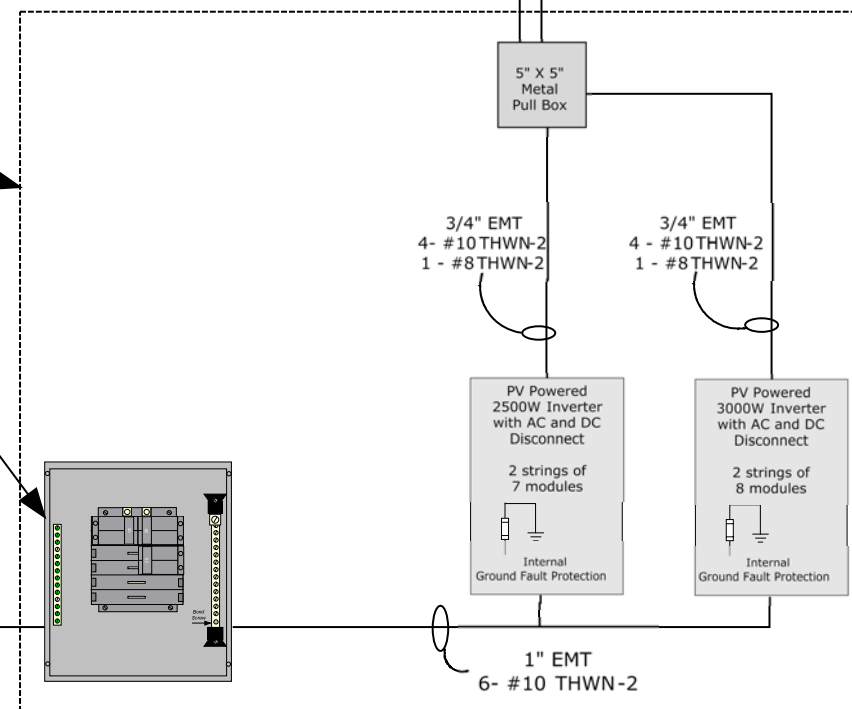 5" X 5"
Metal
Pull Box
3/4" EMT
4- #10 THWN-2
1 - #8 THWN-2
3/4" EMT
4 - #10 THWN-2
1 - #8 THWN-2
PV Powered
2500W Inverter
with AC and DC
Disconnect
2 strings of
7 modules
Internal
Ground Fault Protection
PV Powered
3000W Inverter
with AC and DC
Disconnect
2 strings of
8 modules
Internal
Ground Fault Protection
Bond
Screw
1" EMT
6- #10 THWN-2